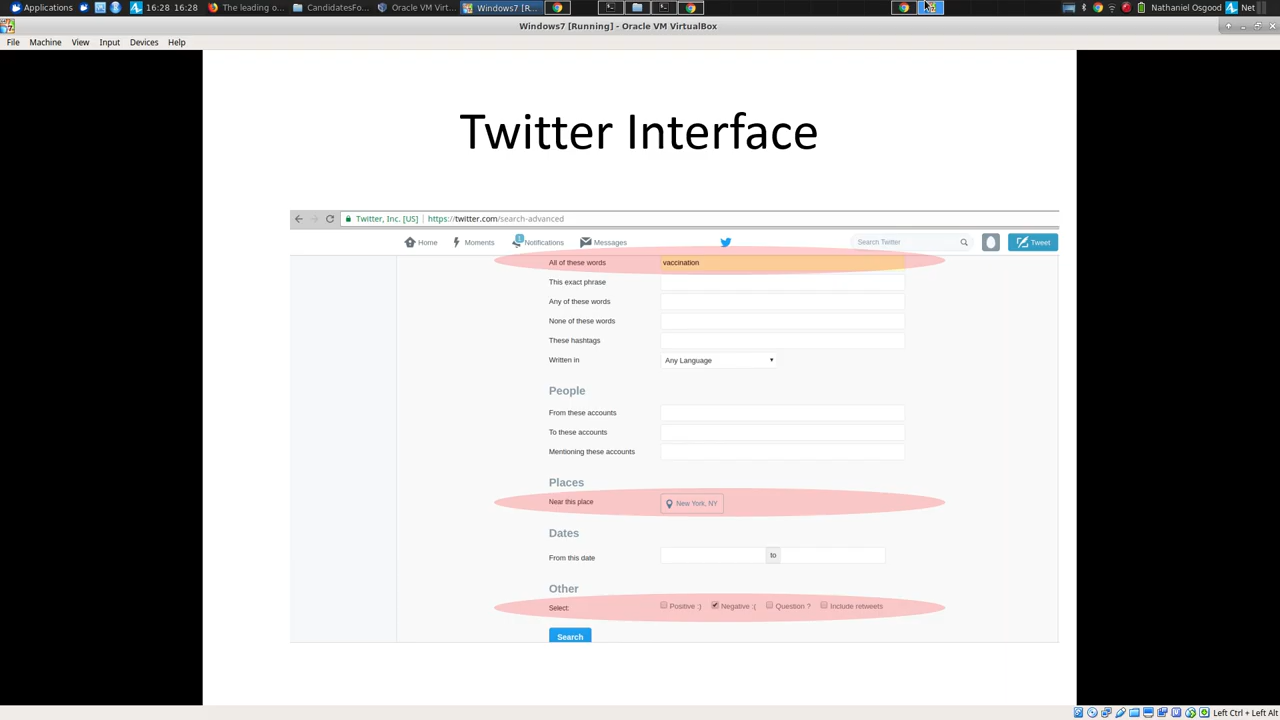 Applications 16:28 16:28 The leading o... CandidatesFo... Oracle VM Virt... Windows7 [R... Nathaniel Osgood Net
Windows7 [Running] - Oracle VM VirtualBox
File Machine View Input Devices Help
Twitter Interface
Twitter, Inc. [US] https://twitter.com/search-advanced
Home Moments 1 Notifications Messages Search Twitter Tweet
All of these words vaccination
This exact phrase
Any of these words
None of these words
These hashtags
Written in Any Language
People
From these accounts
To these accounts
Mentioning these accounts
Places
Near this place New York, NY
Dates
From this date to
Other
Select: Positive :) Negative :( Question ? Include retweets
Search
Left Ctrl + Left Alt